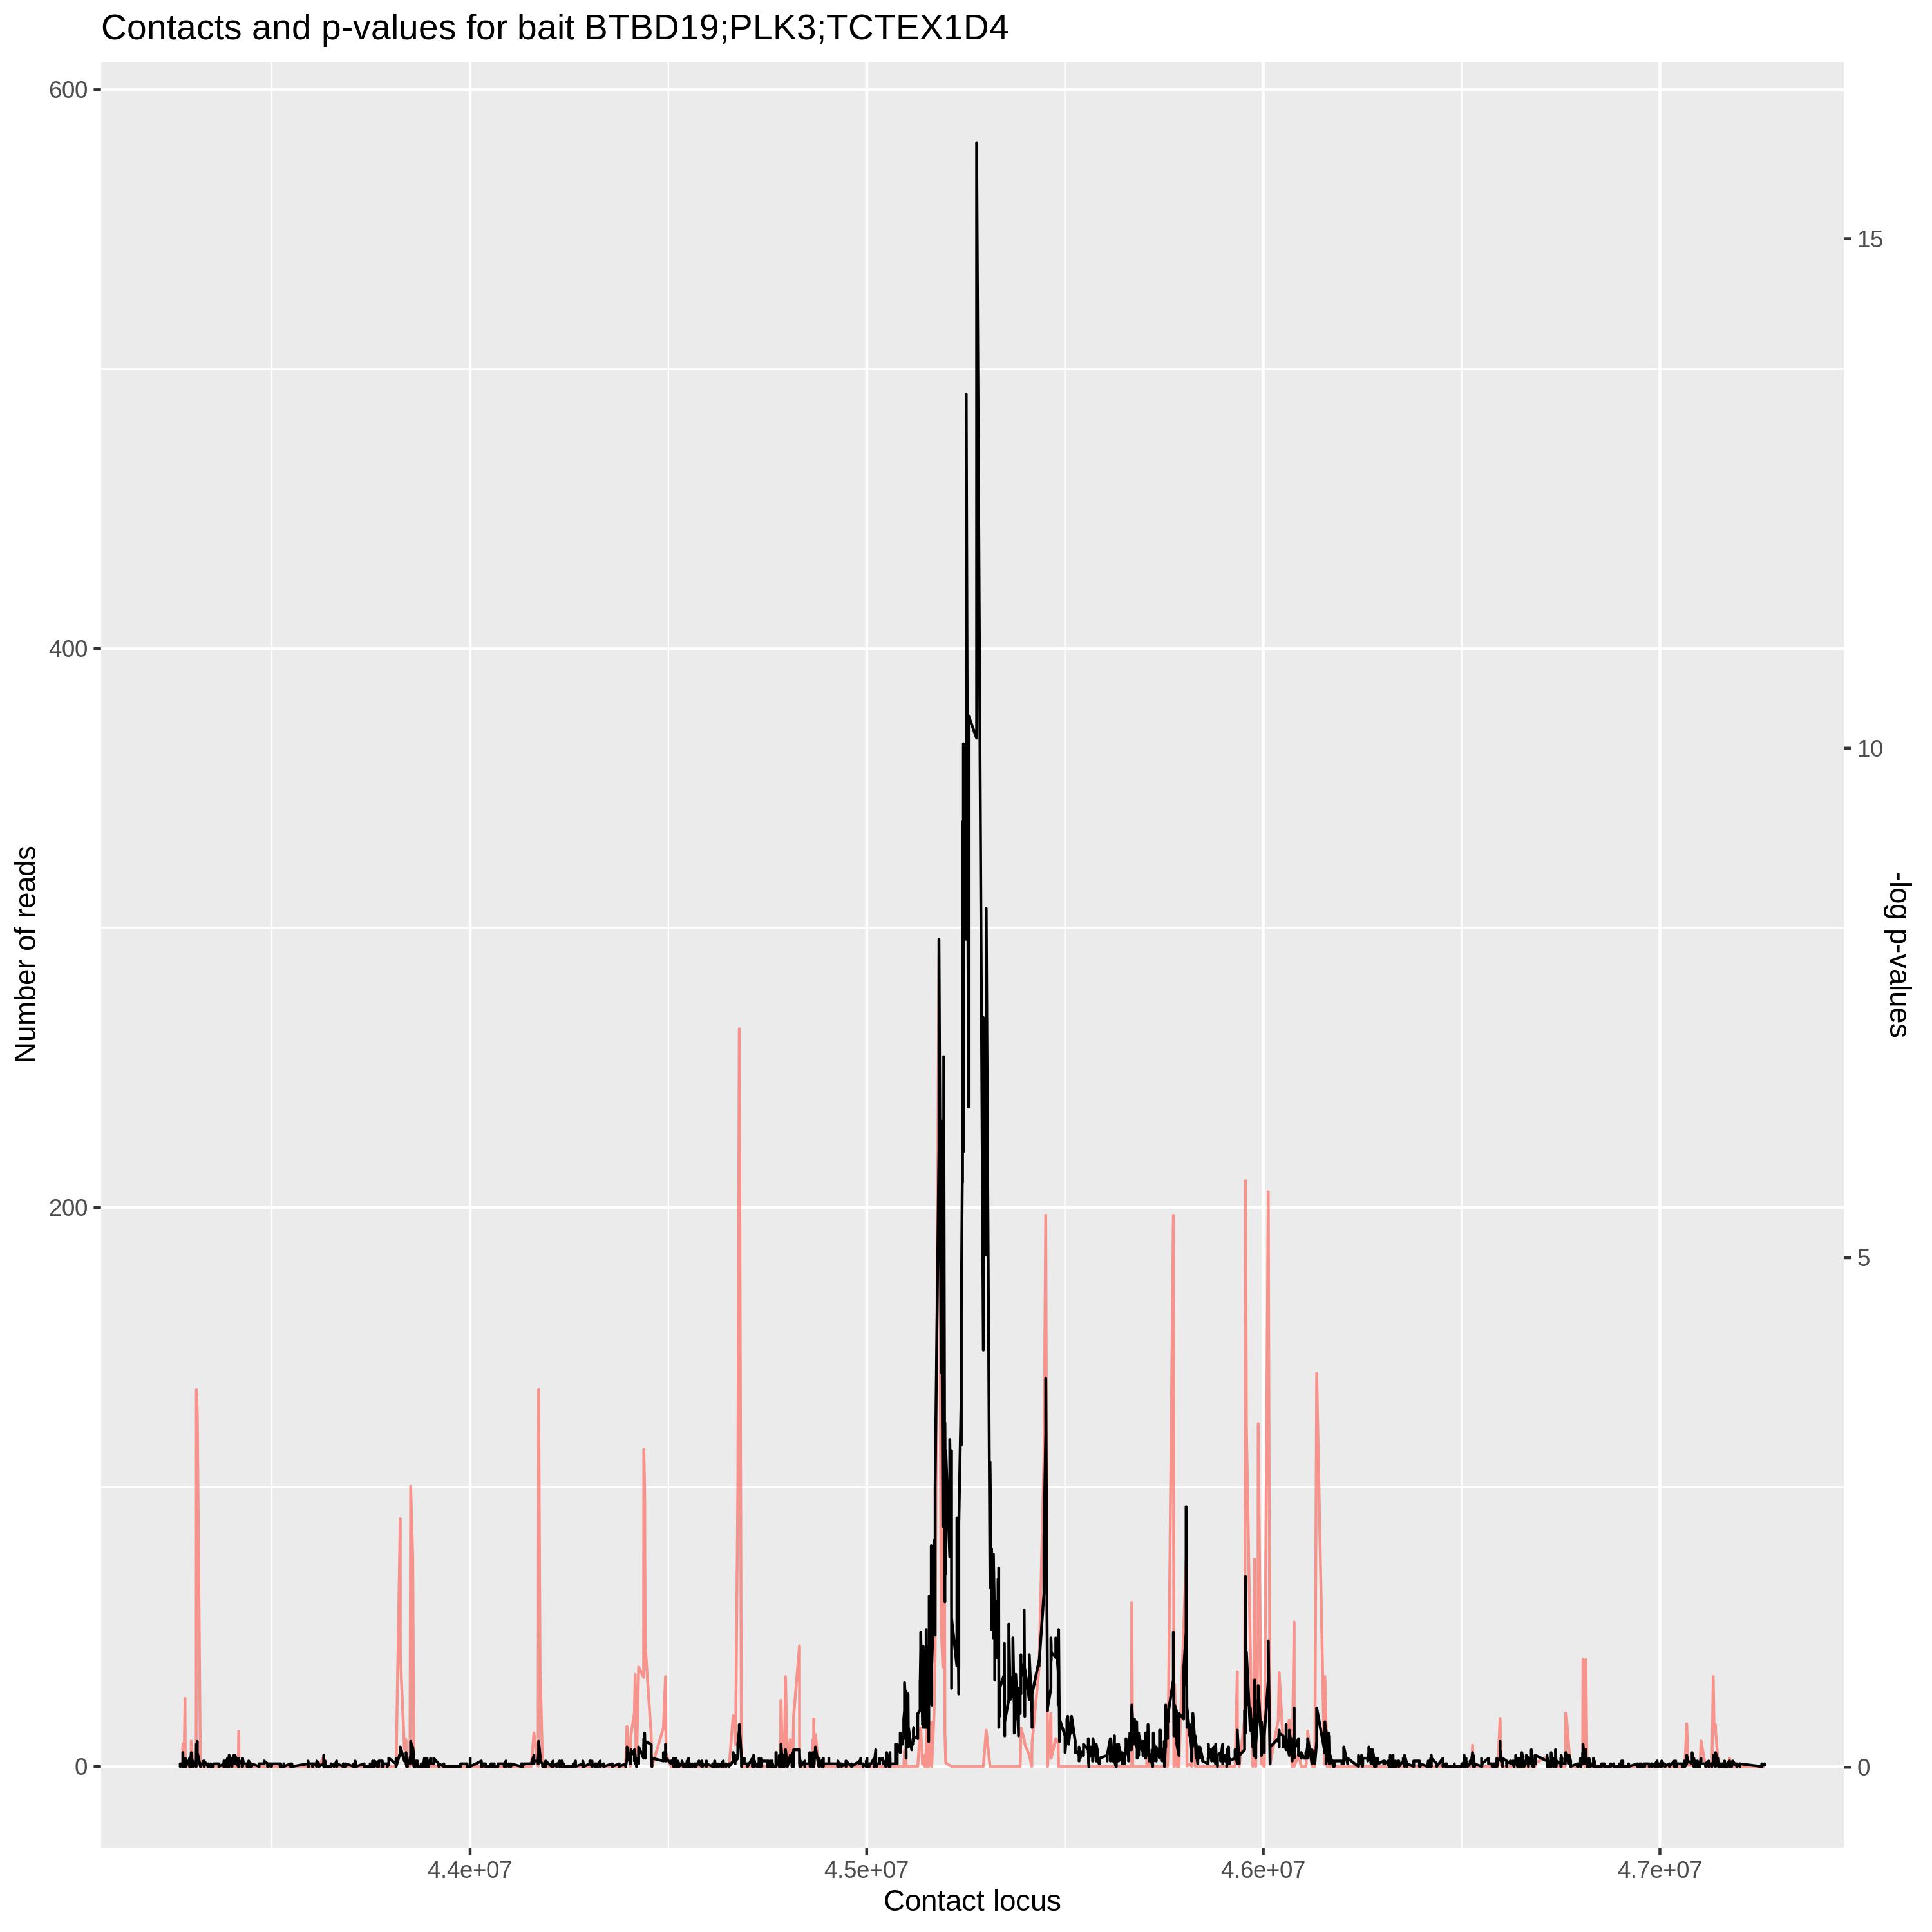 Contacts and p-values for bait BTBD19;PLK3;TCTEX1D4
600
400
200
0
Number of reads
15
10
5
0
-log p-values
4.4e+07
4.5e+07
4.6e+07
4.7e+07
Contact locus